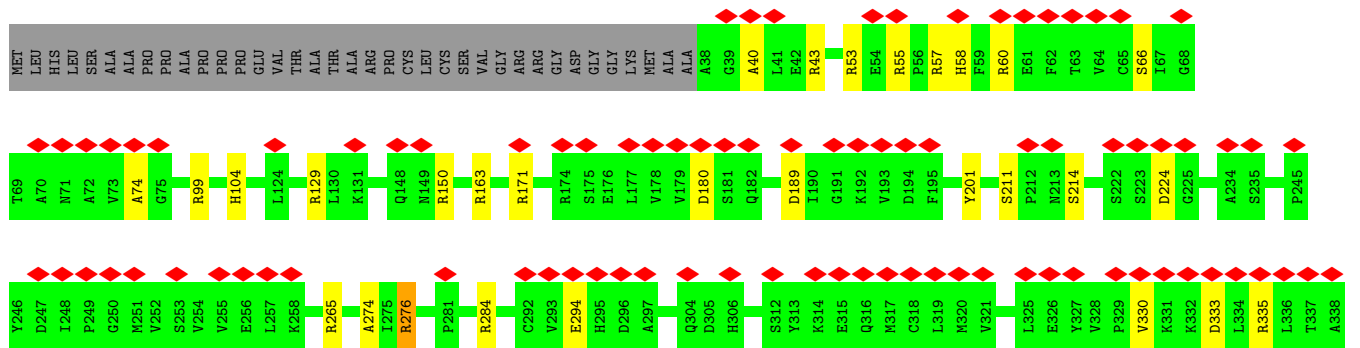 MET LEU HIS LEU SER ALA ALA PRO PRO ALA PRO PRO PRO GLU VAL THR ALA THR ALA ARG PRO CYS LEU CYS SER VAL GLY ARG ARG GLY ASP GLY GLY LYS MET ALA ALA A38 G39 A40 L41 E42 R43 R53 E54 R55 P56 R57 H58 F59 R60 E61 F62 T63 V64 C65 S66 I67 G68
T69 A70 N71 A72 V73 A74 G75 R99 H104 L124 R129 L130 K131 Q148 N149 R150 R163 R171 R174 S175 E176 L177 V178 V179 D180 S181 Q182 D189 I190 G191 K192 V193 D194 F195 Y201 S211 P212 N213 S214 S222 S223 D224 G225 A234 S235 P245
Y246 D247 I248 P249 G250 M251 V252 S253 V254 V255 E256 L257 K258 R265 A274 I275 R276 P281 R284 C292 V293 E294 H295 D296 A297 Q304 D305 H306 S312 Y313 K314 E315 Q316 M317 C318 L319 M320 V321 L325 E326 Y327 V328 P329 V330 K331 K332 D333 L334 R335 L336 T337 A338